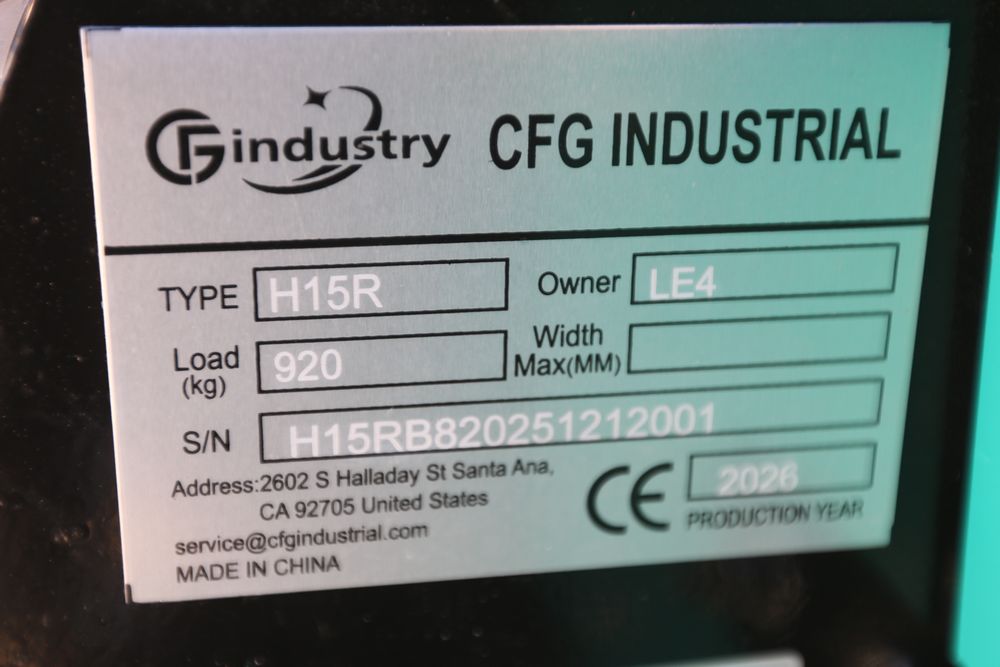 GFindustry CFG INDUSTRIAL
TYPE H15R Owner LE4
Load (kg) 920 Width Max(MM)
S/N H15RB820251212001
Address:2602 S Halladay St Santa Ana,
CA 92705 United States
service@cfgindustrial.com
MADE IN CHINA
CE 2026
PRODUCTION YEAR